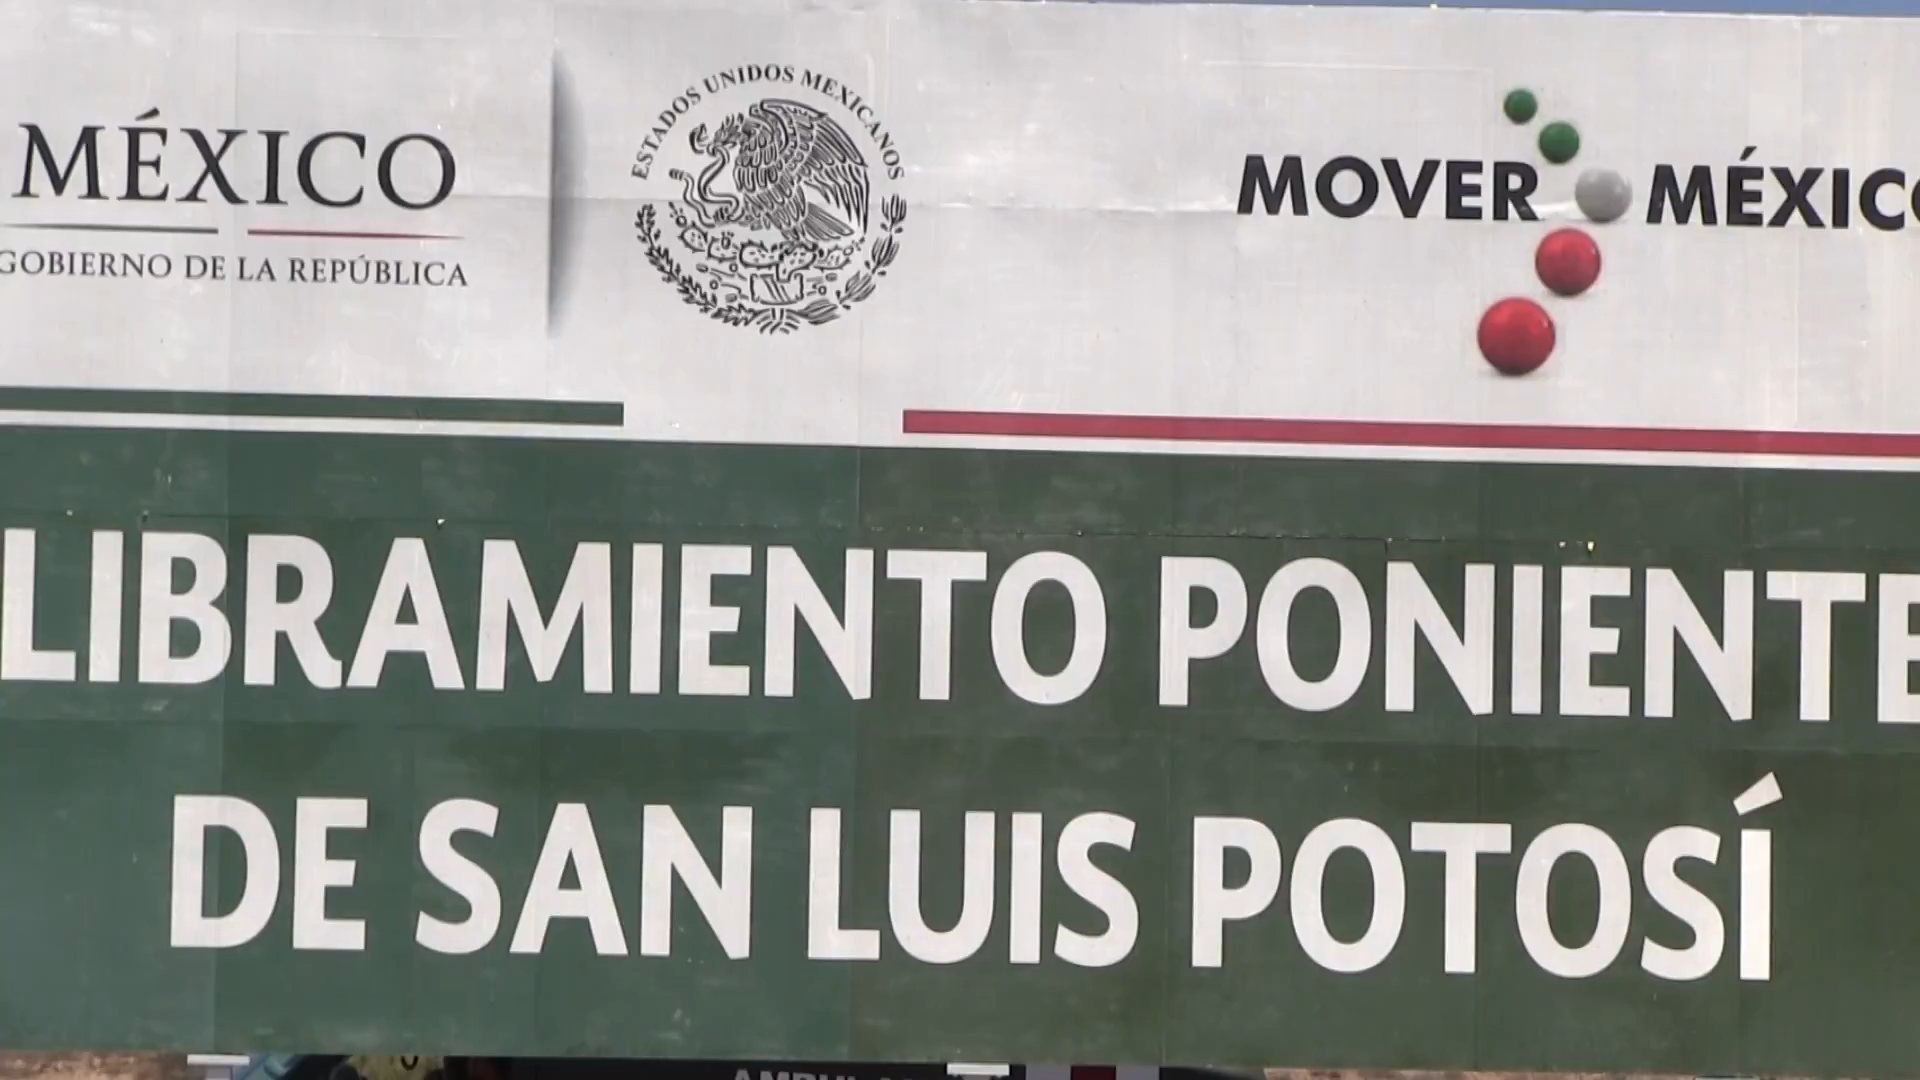 MÉXICO
GOBIERNO DE LA REPÚBLICA
ESTADOS UNIDOS MEXICANOS
MOVER MÉXICO
LIBRAMIENTO PONIENTE
DE SAN LUIS POTOSÍ